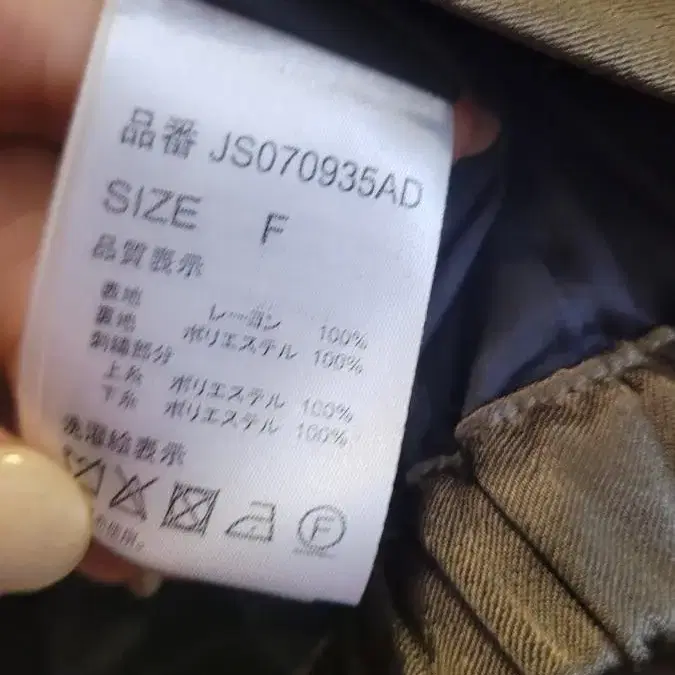 品番 JS070935AD
SIZE F
品質表示
表地 レーヨン 100%
裏地 ポリエステル 100%
刺繍部分
上糸 ポリエステル 100%
下糸 ポリエステル 100%
洗濯絵表示
F